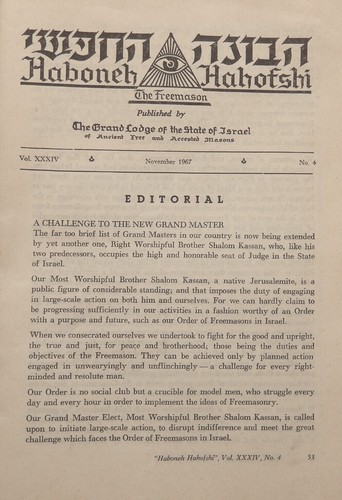 הבונה החפשי
Haboneh Hahofshi
The Freemason
Published by
The Grand Lodge of the State of Israel
of Ancient Free and Accepted Masons
Vol. XXXIV November 1967 No. 4
EDITORIAL
A CHALLENGE TO THE NEW GRAND MASTER
The far too brief list of Grand Masters in our country is now being extended
by yet another one, Right Worshipful Brother Shalom Kassan, who, like his
two predecessors, occupies the high and honorable seat of Judge in the State
of Israel.
Our Most Worshipful Brother Shalom Kassan, a native Jerusalemite, is a
public figure of considerable standing; and that imposes the duty of engaging
in large-scale action on both him and ourselves. For we can hardly claim to
be progressing sufficiently in our activities in a fashion worthy of an Order
with a purpose and future, such as our Order of Freemasons in Israel.
When we consecrated ourselves we undertook to fight for the good and upright,
the true and just, for peace and brotherhood; those being the duties and
objectives of the Freemason. They can be achieved only by planned action
engaged in unwearyingly and unflinchingly — a challenge for every right-
minded and resolute man.
Our Order is no social club but a crucible for model men, who struggle every
day and every hour in order to implement the ideas of Freemasonry.
Our Grand Master Elect, Most Worshipful Brother Shalom Kassan, is called
upon to initiate large-scale action, to disrupt indifference and meet the great
challenge which faces the Order of Freemasons in Israel.
"Haboneh Hahofshi", Vol. XXXIV, No. 4 53